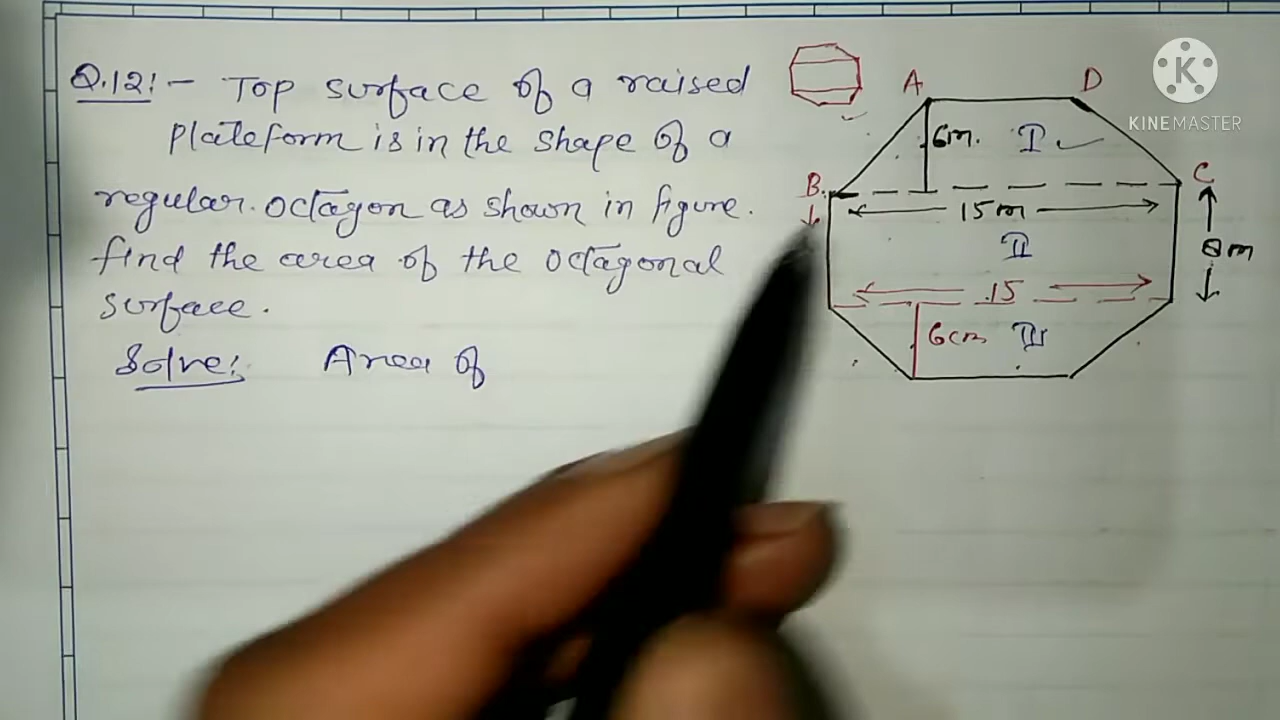 Q.12:- Top surface of a raised
plateform is in the shape of a
regular. octagon as shown in figure.
find the area of the octagonal
surface.
Solve: Area of
A D
KINEMASTER
6m. I
B. C
15m
II 8m
15
6cm III